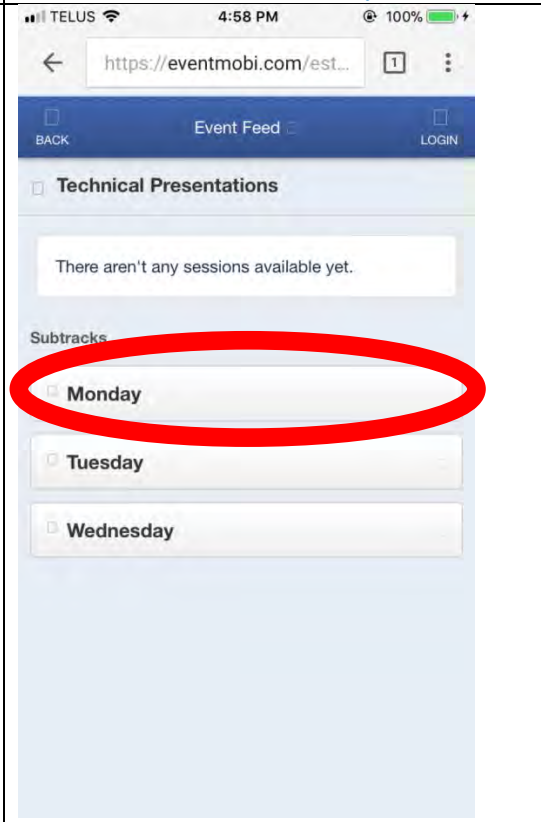 TELUS 4:58 PM 100%
https://eventmobi.com/est... 1
BACK Event Feed LOGIN
Technical Presentations
There aren't any sessions available yet.
Subtracks
Monday
Tuesday
Wednesday